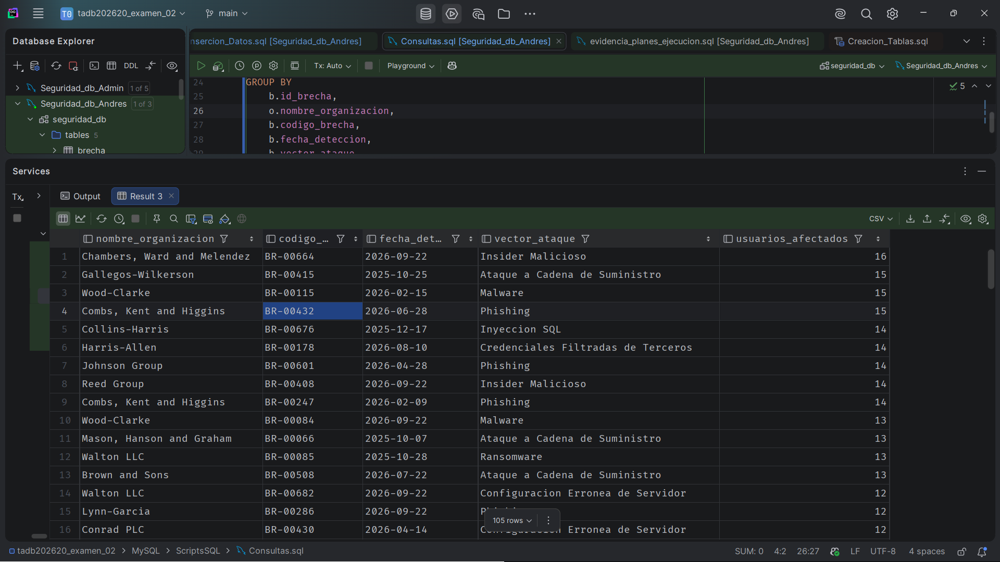 T0 tadb202620_examen_02 main
Database Explorer
nsercion_Datos.sql [Seguridad_db_Andres] Consultas.sql [Seguridad_db_Andres] evidencia_planes_ejecucion.sql [Seguridad_db_Andres] Creacion_Tablas.sql
DDL Tx: Auto Playground seguridad_db Seguridad_db_Andres
Seguridad_db_Admin 1 of 5
Seguridad_db_Andres 1 of 3
seguridad_db
tables 5
brecha
24 GROUP BY 5
25 b.id_brecha,
26 o.nombre_organizacion,
27 b.codigo_brecha,
28 b.fecha_deteccion,
29 b.vector_ataque
Services
Tx Output Result 3
CSV
nombre_organizacion codigo_... fecha_det... vector_ataque usuarios_afectados
1 Chambers, Ward and Melendez BR-00664 2026-09-22 Insider Malicioso 16
2 Gallegos-Wilkerson BR-00415 2025-10-25 Ataque a Cadena de Suministro 15
3 Wood-Clarke BR-00115 2026-02-15 Malware 15
4 Combs, Kent and Higgins BR-00432 2026-06-28 Phishing 15
5 Collins-Harris BR-00676 2025-12-17 Inyeccion SQL 14
6 Harris-Allen BR-00178 2026-08-10 Credenciales Filtradas de Terceros 14
7 Johnson Group BR-00601 2026-04-28 Phishing 14
8 Reed Group BR-00408 2026-09-22 Insider Malicioso 14
9 Combs, Kent and Higgins BR-00247 2026-02-09 Phishing 14
10 Wood-Clarke BR-00084 2026-09-22 Malware 13
11 Mason, Hanson and Graham BR-00066 2025-10-07 Ataque a Cadena de Suministro 13
12 Walton LLC BR-00085 2025-10-28 Ransomware 13
13 Brown and Sons BR-00508 2026-07-22 Ataque a Cadena de Suministro 13
14 Walton LLC BR-00682 2026-09-22 Configuracion Erronea de Servidor 12
15 Lynn-Garcia BR-00286 2026-09-22 12
105 rows
16 Conrad PLC BR-00430 2026-04-14 Configuracion Erronea de Servidor 12
tadb202620_examen_02 MySQL ScriptsSQL Consultas.sql SUM: 0 4:2 26:27 LF UTF-8 4 spaces